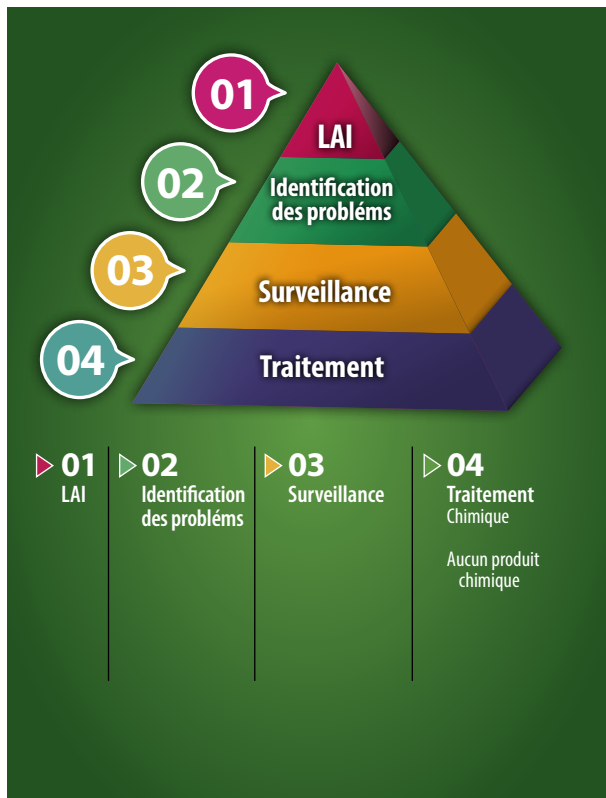 01
LAI
02
Identification
des probléms
03
Surveillance
04
Traitement
01
LAI
02
Identification
des probléms
03
Surveillance
04
Traitement
Chimique
Aucun produit
chimique